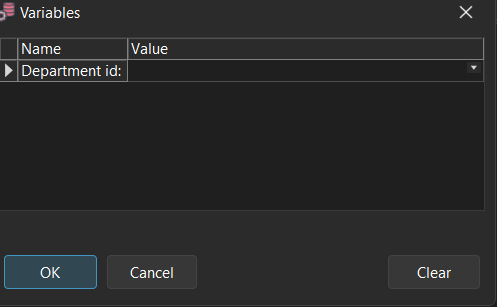 Variables
Name Value
Department id:
OK Cancel Clear